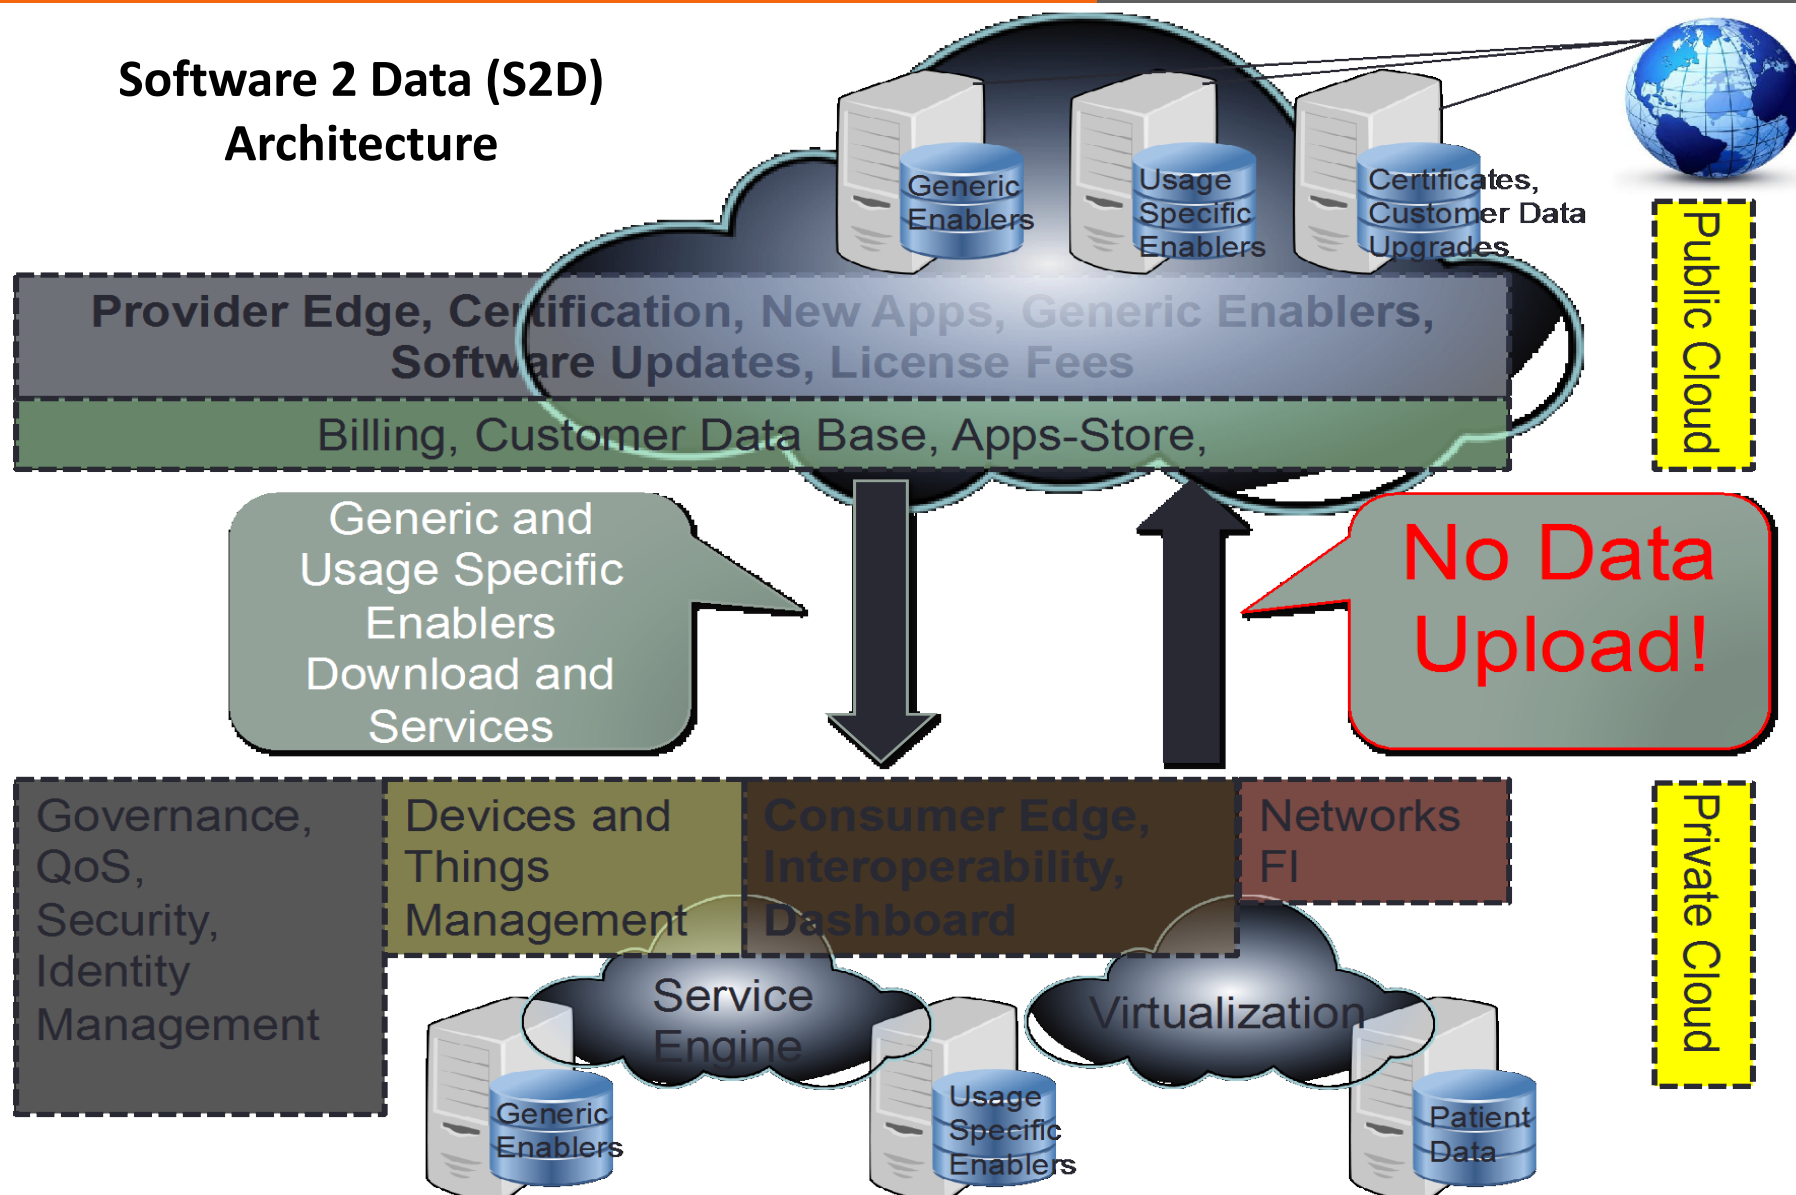 Software 2 Data (S2D)
Architecture
Generic
Enablers
Usage
Specific
Enablers
Certificates,
Customer Data
Upgrades
Public Cloud
Provider Edge, Certification, New Apps, Generic Enablers,
Software Updates, License Fees
Billing, Customer Data Base, Apps-Store,
Generic and
Usage Specific
Enablers
Download and
Services
No Data
Upload!
Governance,
QoS,
Security,
Identity
Management
Devices and
Things
Management
Consumer Edge,
Interoperability,
Dashboard
Networks
FI
Private Cloud
Service
Engine
Virtualization
Generic
Enablers
Usage
Specific
Enablers
Patient
Data